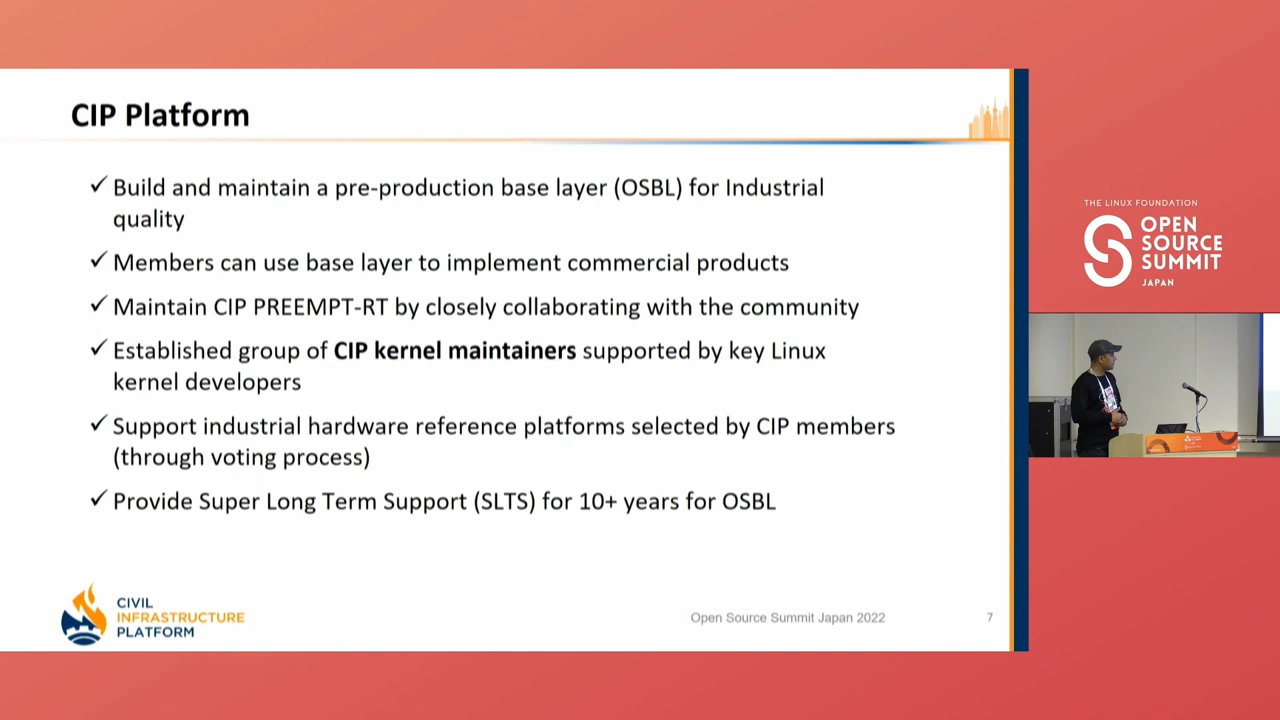 CIP Platform
✓ Build and maintain a pre-production base layer (OSBL) for Industrial
quality
✓ Members can use base layer to implement commercial products
✓ Maintain CIP PREEMPT-RT by closely collaborating with the community
✓ Established group of CIP kernel maintainers supported by key Linux
kernel developers
✓ Support industrial hardware reference platforms selected by CIP members
(through voting process)
✓ Provide Super Long Term Support (SLTS) for 10+ years for OSBL
CIVIL
INFRASTRUCTURE
PLATFORM
Open Source Summit Japan 2022
7
THE LINUX FOUNDATION
OPEN
SOURCE
SUMMIT
JAPAN